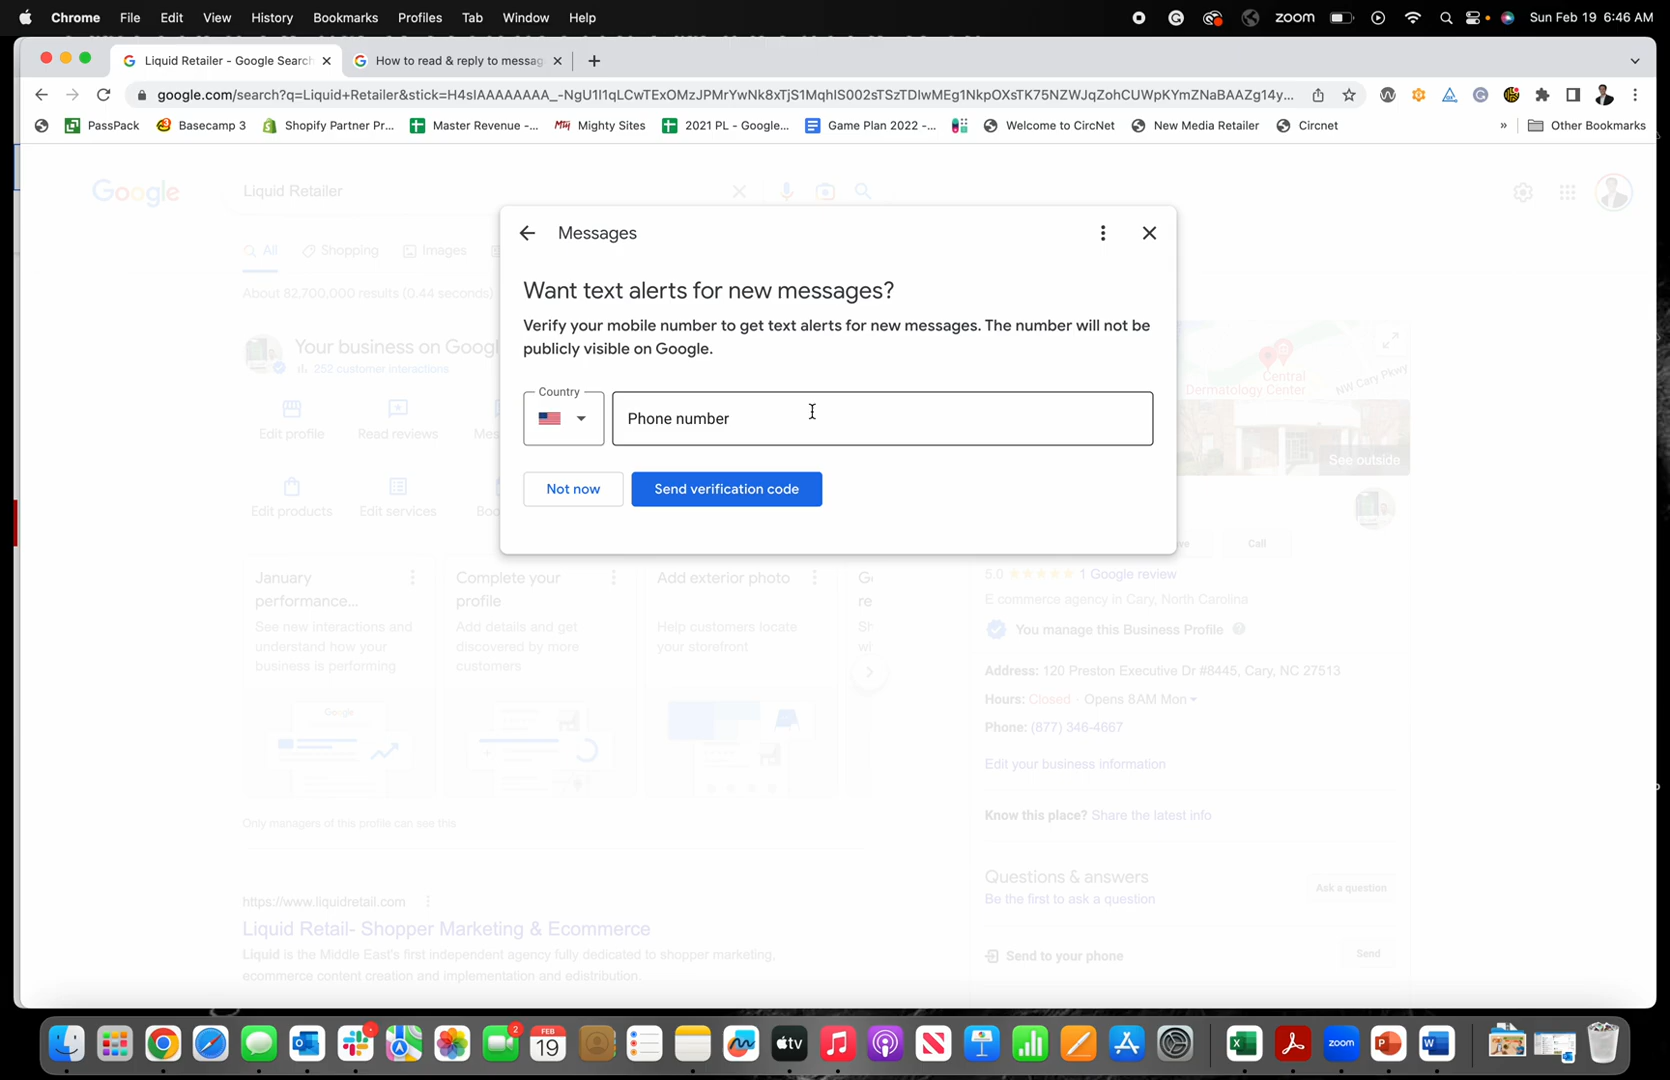 Chrome File Edit View History Bookmarks Profiles Tab Window Help zoom Sun Feb 19 6:46 AM
Liquid Retailer - Google Search How to read & reply to messag
google.com/search?q=Liquid+Retailer&stick=H4sIAAAAAAAA_-NgU1I1qLCwTExOMzJPMrYwNk8xTjS1MqhIS002sTSzTDIwMEg1NkpOXsTK75NZWJqZohCUWpKYmZNaBAAZg14y...
PassPack Basecamp 3 Shopify Partner Pr... Master Revenue -... Mighty Sites 2021 PL - Google... Game Plan 2022 -... Welcome to CircNet New Media Retailer Circnet » Other Bookmarks
Google Liquid Retailer
All Shopping Images
About 82,700,000 results (0.44 seconds)
Messages
Want text alerts for new messages?
Verify your mobile number to get text alerts for new messages. The number will not be
publicly visible on Google.
Country
Phone number
Not now Send verification code
Your business on Googl
252 customer interactions
Edit profile Read reviews Mes
Edit products Edit services Boo
January
performance...
See new interactions and
understand how your
business is performing
Complete your
profile
Add details and get
discovered by more
customers
Add exterior photo
Help customers locate
your storefront
Google
Only managers of this profile can see this
https://www.liquidretail.com
Liquid Retail- Shopper Marketing & Ecommerce
Liquid is the Middle East's first independent agency fully dedicated to shopper marketing,
ecommerce content creation and implementation and edistribution.
Central
Dermatology Center
NW Cary Pkwy
See outside
Call
5.0 1 Google review
E commerce agency in Cary, North Carolina
You manage this Business Profile
Address: 120 Preston Executive Dr #8445, Cary, NC 27513
Hours: Closed · Opens 8AM Mon
Phone: (877) 346-4667
Edit your business information
Know this place? Share the latest info
Questions & answers
Be the first to ask a question
Ask a question
Send to your phone
Send
2
FEB
19
tv
zoom